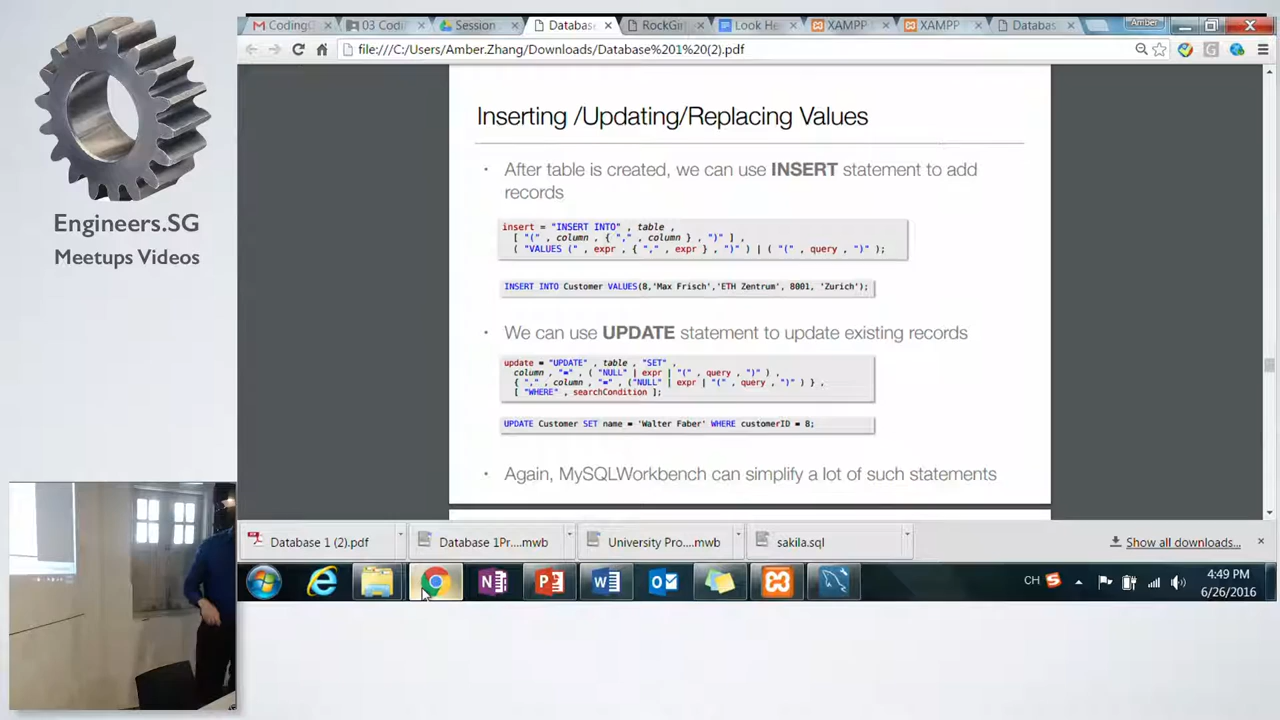 Engineers.SG
Meetups Videos
CodingG
03 Codi
Session
Databas
RockGir
Look He
XAMPP
XAMPP
Databas
Amber
file:///C:/Users/Amber.Zhang/Downloads/Database%201%20(2).pdf
Inserting /Updating/Replacing Values
· After table is created, we can use INSERT statement to add
records
insert = "INSERT INTO" , table ,
[ "(" , column , { "," , column } , ")" ] ,
( "VALUES (" , expr , { "," , expr } , ")" ) | ( "(" , query , ")" );
INSERT INTO Customer VALUES(8,'Max Frisch','ETH Zentrum', 8001, 'Zurich');
· We can use UPDATE statement to update existing records
update = "UPDATE" , table , "SET" ,
column , "=" , ( "NULL" | expr | "(" , query , ")" ) ,
{ "," , column , "=" , ("NULL" | expr | "(" , query , ")" ) } ,
[ "WHERE" , searchCondition ];
UPDATE Customer SET name = 'Walter Faber' WHERE customerID = 8;
· Again, MySQLWorkbench can simplify a lot of such statements
Database 1 (2).pdf
Database 1Pr....mwb
University Pro....mwb
sakila.sql
Show all downloads...
CH
4:49 PM
6/26/2016